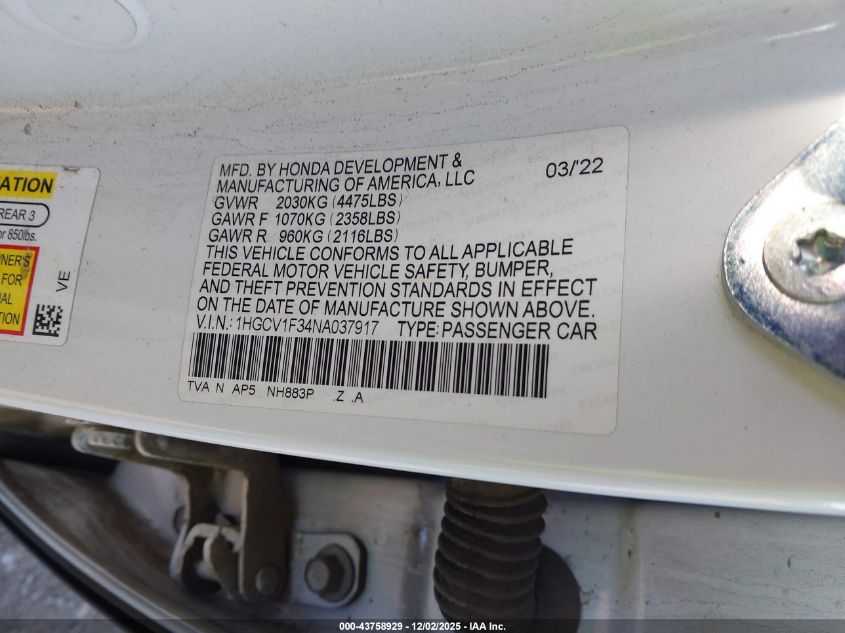 MFD. BY HONDA DEVELOPMENT &
MANUFACTURING OF AMERICA, LLC
03/'22
GVWR 2030KG (4475LBS)
GAWR F 1070KG (2358LBS)
GAWR R 960KG (2116LBS)
THIS VEHICLE CONFORMS TO ALL APPLICABLE
FEDERAL MOTOR VEHICLE SAFETY, BUMPER,
AND THEFT PREVENTION STANDARDS IN EFFECT
ON THE DATE OF MANUFACTURE SHOWN ABOVE.
V.I.N.: 1HGCV1F34NA037917 TYPE: PASSENGER CAR
TVA N AP5 NH883P .Z .A
REAR 3
850lbs.
FOR
VE
000-43758929 - 12/02/2025 - IAA Inc.